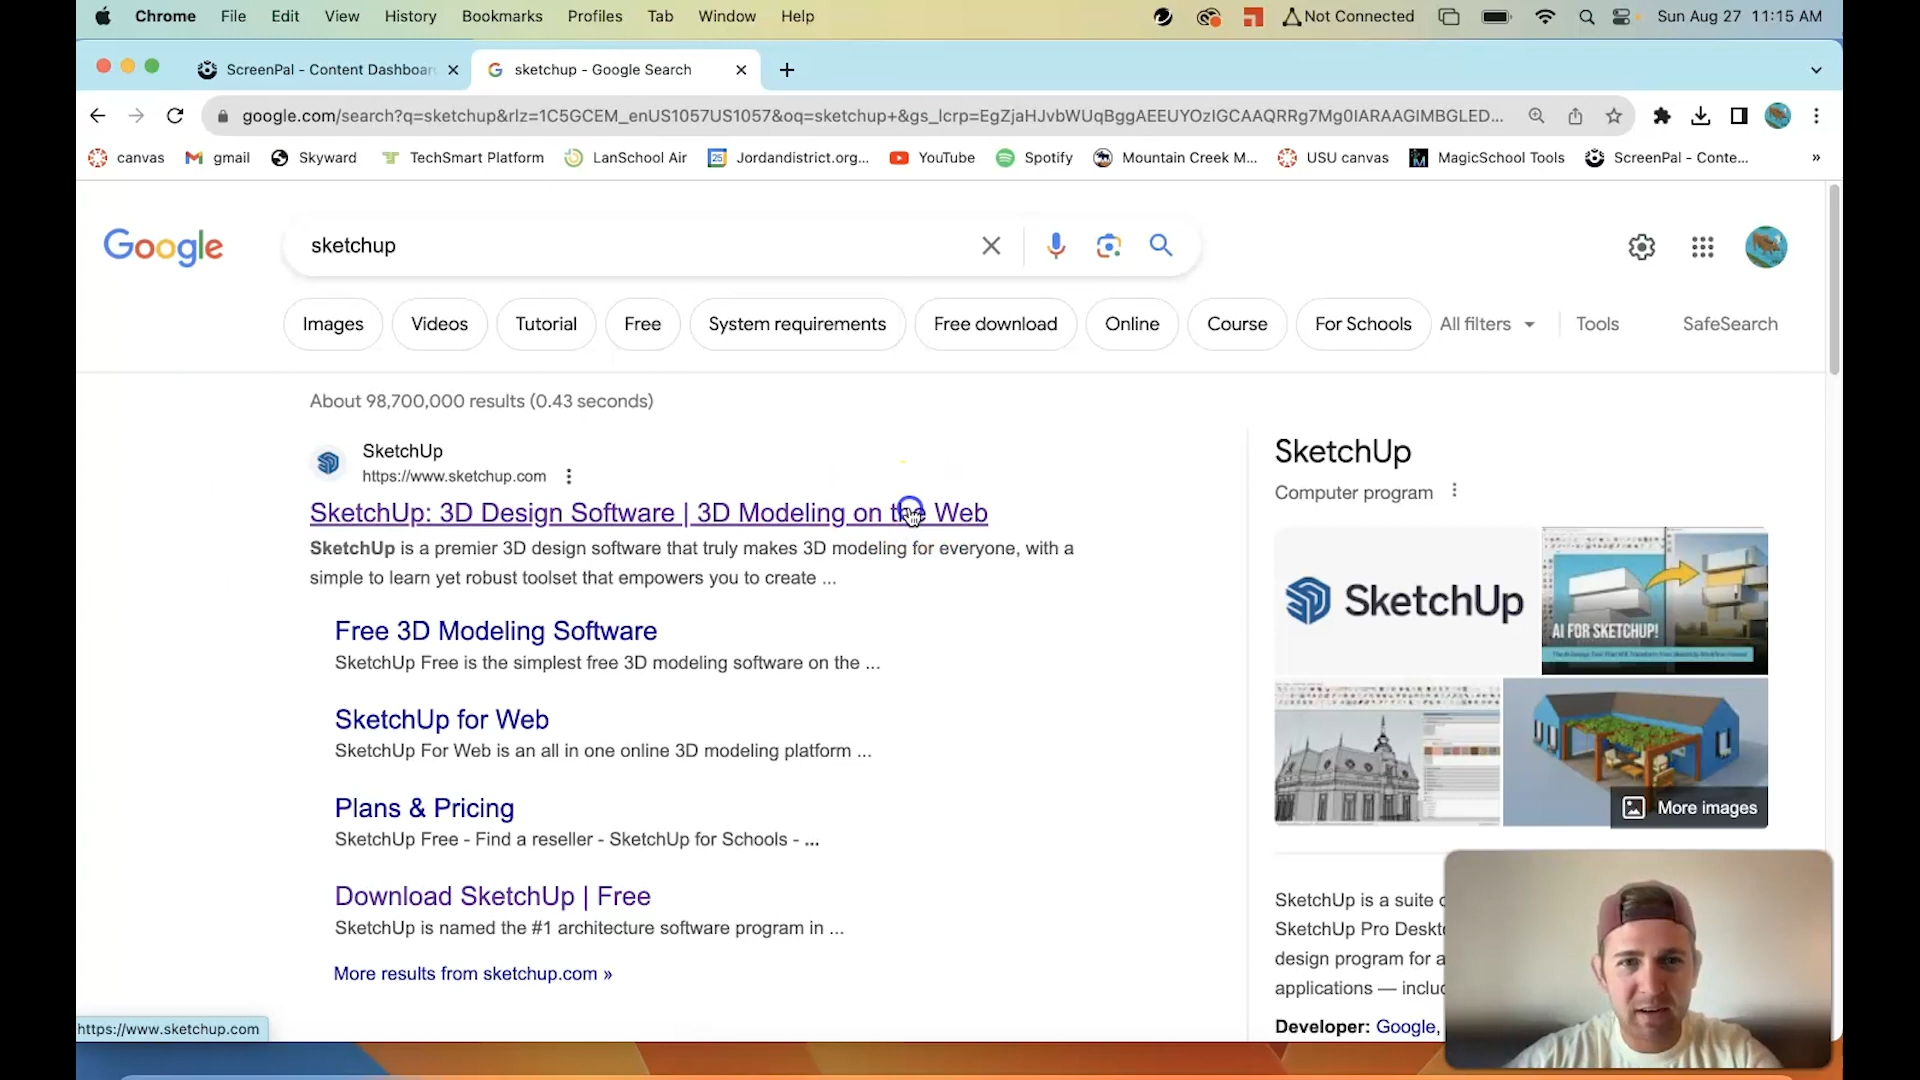 Chrome File Edit View History Bookmarks Profiles Tab Window Help
Not Connected Sun Aug 27 11:15 AM
ScreenPal - Content Dashboar
sketchup - Google Search
google.com/search?q=sketchup&rlz=1C5GCEM_enUS1057US1057&oq=sketchup+&gs_lcrp=EgZjaHJvbWUqBggAEEUYOzIGCAAQRRg7Mg0IARAAGIMBGLED...
canvas gmail Skyward TechSmart Platform LanSchool Air Jordandistrict.org... YouTube Spotify Mountain Creek M... USU canvas MagicSchool Tools ScreenPal - Conte... »
Google
sketchup
Images Videos Tutorial Free System requirements Free download Online Course For Schools All filters Tools SafeSearch
About 98,700,000 results (0.43 seconds)
SketchUp
https://www.sketchup.com
SketchUp: 3D Design Software | 3D Modeling on the Web
SketchUp is a premier 3D design software that truly makes 3D modeling for everyone, with a
simple to learn yet robust toolset that empowers you to create ...
Free 3D Modeling Software
SketchUp Free is the simplest free 3D modeling software on the ...
SketchUp for Web
SketchUp For Web is an all in one online 3D modeling platform ...
Plans & Pricing
SketchUp Free - Find a reseller - SketchUp for Schools - ...
Download SketchUp | Free
SketchUp is named the #1 architecture software program in ...
More results from sketchup.com »
https://www.sketchup.com
SketchUp
Computer program
SketchUp
AI FOR SKETCHUP!
More images
SketchUp is a suite
SketchUp Pro Deskt
design program for a
applications — inclu
Developer: Google,